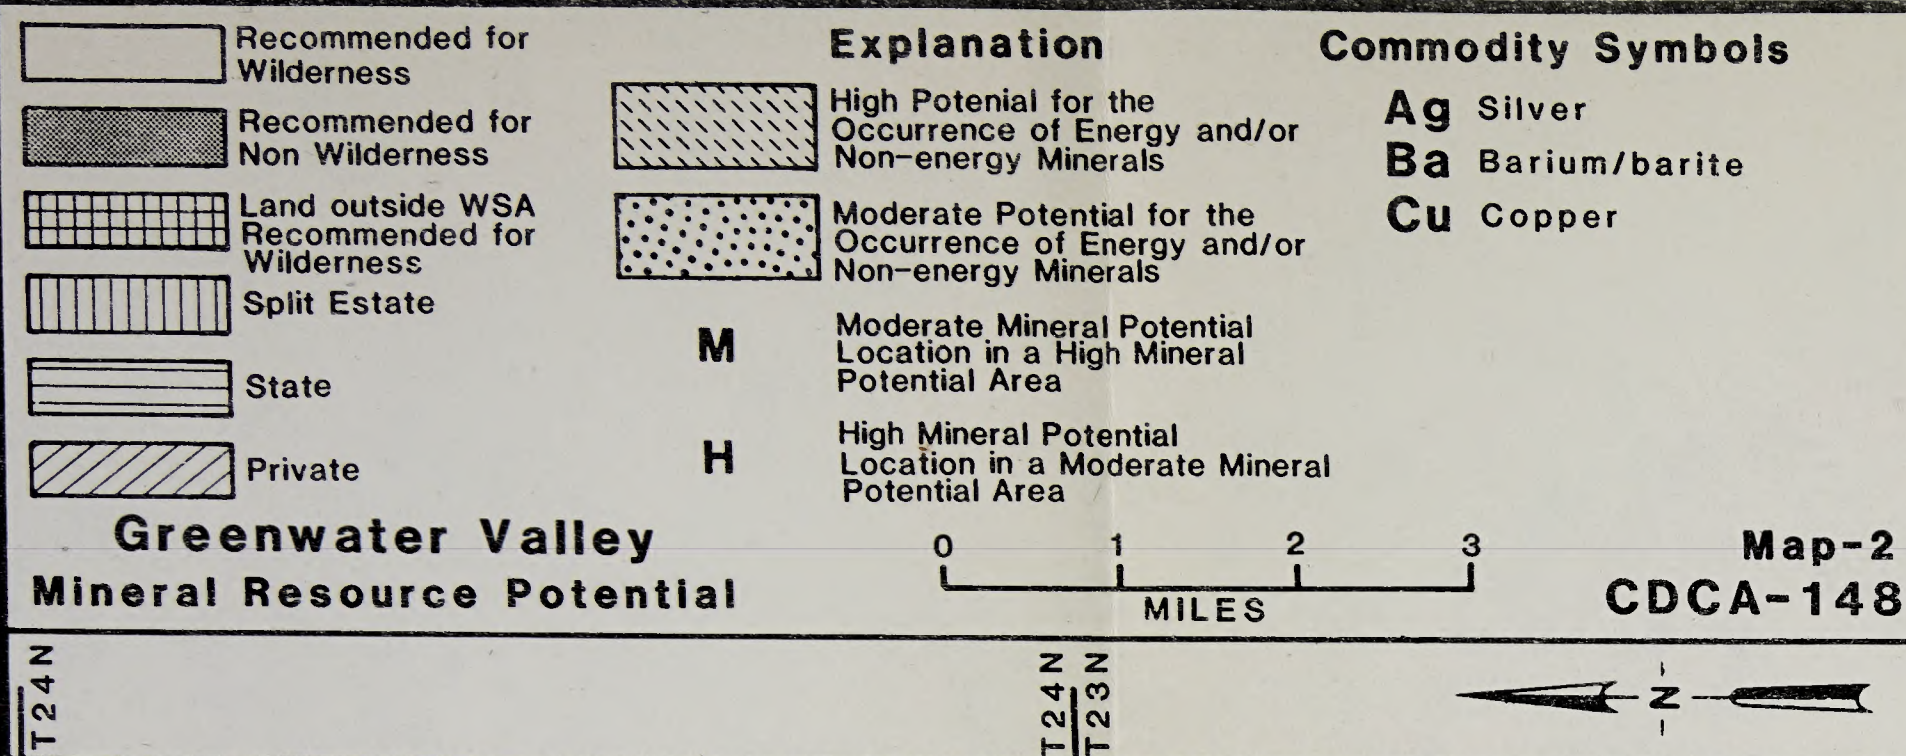 Recommended for
Wilderness
Recommended for
Non Wilderness
Land outside WSA
Recommended for
Wilderness
Split Estate
State
Private
Explanation
High Potenial for the
Occurrence of Energy and/or
Non-energy Minerals
Moderate Potential for the
Occurrence of Energy and/or
Non-energy Minerals
M
Moderate Mineral Potential
Location in a High Mineral
Potential Area
H
High Mineral Potential
Location in a Moderate Mineral
Potential Area
Commodity Symbols
Ag Silver
Ba Barium/barite
Cu Copper
Greenwater Valley
Mineral Resource Potential
0 1 2 3
MILES
Map-2
CDCA-148
T24N
T24N
T23N
N